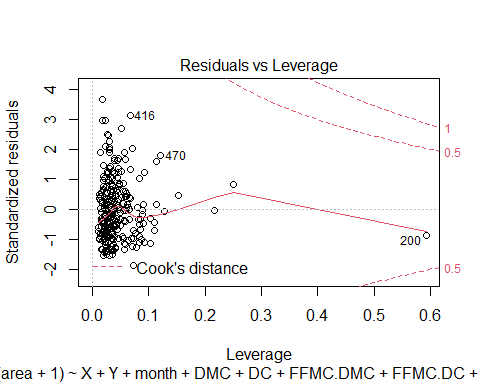 Residuals vs Leverage
Standardized residuals
4
3
2
1
0
-1
-2
416
470
200
1
0.5
0.5
Cook's distance
0.0 0.1 0.2 0.3 0.4 0.5 0.6
Leverage
(area + 1) ~ X + Y + month + DMC + DC + FFMC.DMC + FFMC.DC +